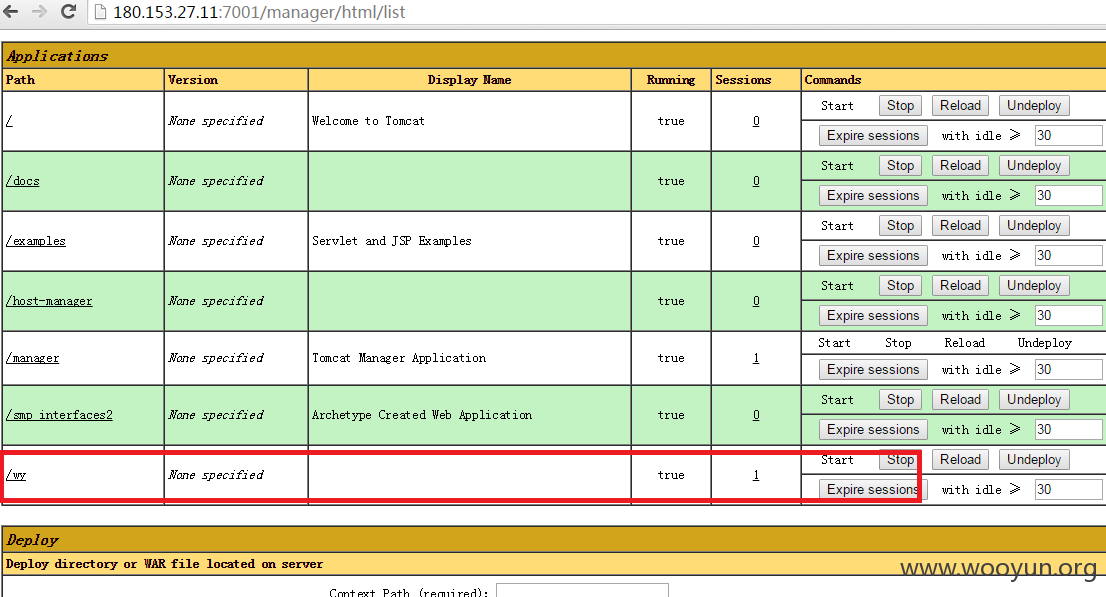 180.153.27.11:7001/manager/html/list
Applications
Path Version Display Name Running Sessions Commands
/ None specified Welcome to Tomcat true 0 Start Stop Reload Undeploy
Expire sessions with idle ≥ 30
/docs None specified true 0 Start Stop Reload Undeploy
Expire sessions with idle ≥ 30
/examples None specified Servlet and JSP Examples true 0 Start Stop Reload Undeploy
Expire sessions with idle ≥ 30
/host-manager None specified true 0 Start Stop Reload Undeploy
Expire sessions with idle ≥ 30
/manager None specified Tomcat Manager Application true 1 Start Stop Reload Undeploy
Expire sessions with idle ≥ 30
/smp_interfaces2 None specified Archetype Created Web Application true 0 Start Stop Reload Undeploy
Expire sessions with idle ≥ 30
/wy None specified true 1 Start Stop Reload Undeploy
Expire sessions with idle ≥ 30
Deploy
Deploy directory or WAR file located on server
Context Path (required):
www.wooyun.org